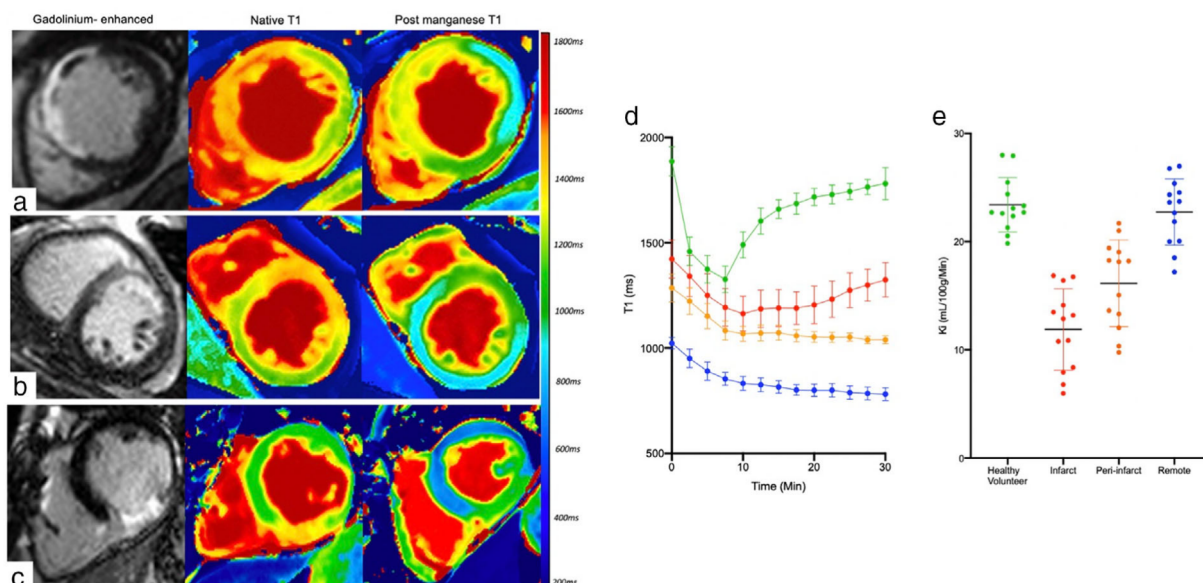 Gadolinium- enhanced
Native T1
Post manganese T1
a
b
c
1800ms
1600ms
1400ms
1200ms
1000ms
800ms
600ms
400ms
200ms
d
2000
1500
1000
500
T1 (ms)
0
10
20
30
Time (Min)
e
30
20
10
0
Ki (mL/100g/Min)
Healthy
Volunteer
Infarct
Peri-infarct
Remote